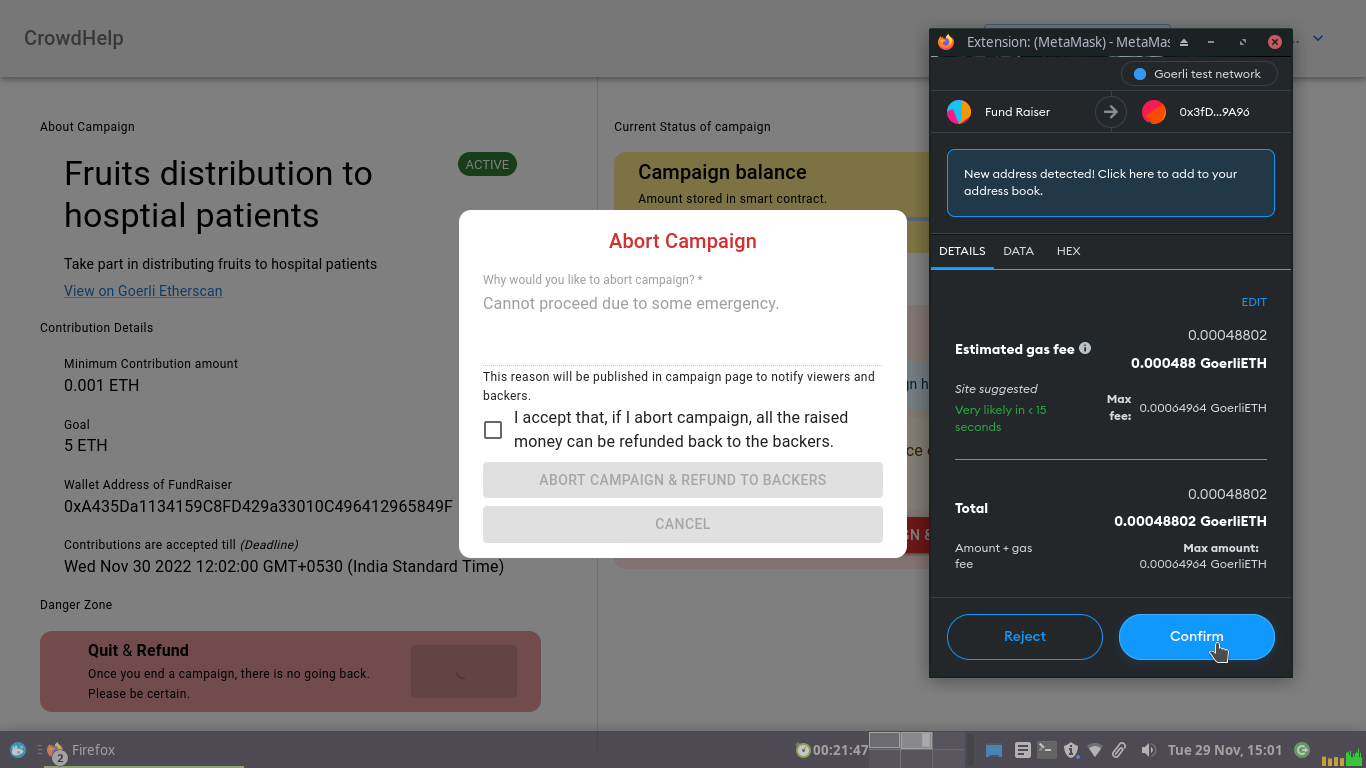 CrowdHelp
About Campaign
Fruits distribution to
hosptial patients
ACTIVE
Take part in distributing fruits to hospital patients
View on Goerli Etherscan
Contribution Details
Minimum Contribution amount
0.001 ETH
Goal
5 ETH
Wallet Address of FundRaiser
0xA435Da1134159C8FD429a33010C496412965849F
Contributions are accepted till (Deadline)
Wed Nov 30 2022 12:02:00 GMT+0530 (India Standard Time)
Danger Zone
Quit & Refund
Once you end a campaign, there is no going back.
Please be certain.
Current Status of campaign
Campaign balance
Amount stored in smart contract.
Abort Campaign
Why would you like to abort campaign? *
Cannot proceed due to some emergency.
This reason will be published in campaign page to notify viewers and
backers.
I accept that, if I abort campaign, all the raised
money can be refunded back to the backers.
ABORT CAMPAIGN & REFUND TO BACKERS
CANCEL
Extension: (MetaMask) - MetaMas
Goerli test network
Fund Raiser
0x3fD...9A96
New address detected! Click here to add to your
address book.
DETAILS DATA HEX
EDIT
0.00048802
Estimated gas fee
0.000488 GoerliETH
Site suggested
Very likely in < 15
seconds
Max
fee:
0.00064964 GoerliETH
0.00048802
Total
0.00048802 GoerliETH
Amount + gas
fee
Max amount:
0.00064964 GoerliETH
Reject
Confirm
2
Firefox
00:21:47
Tue 29 Nov, 15:01